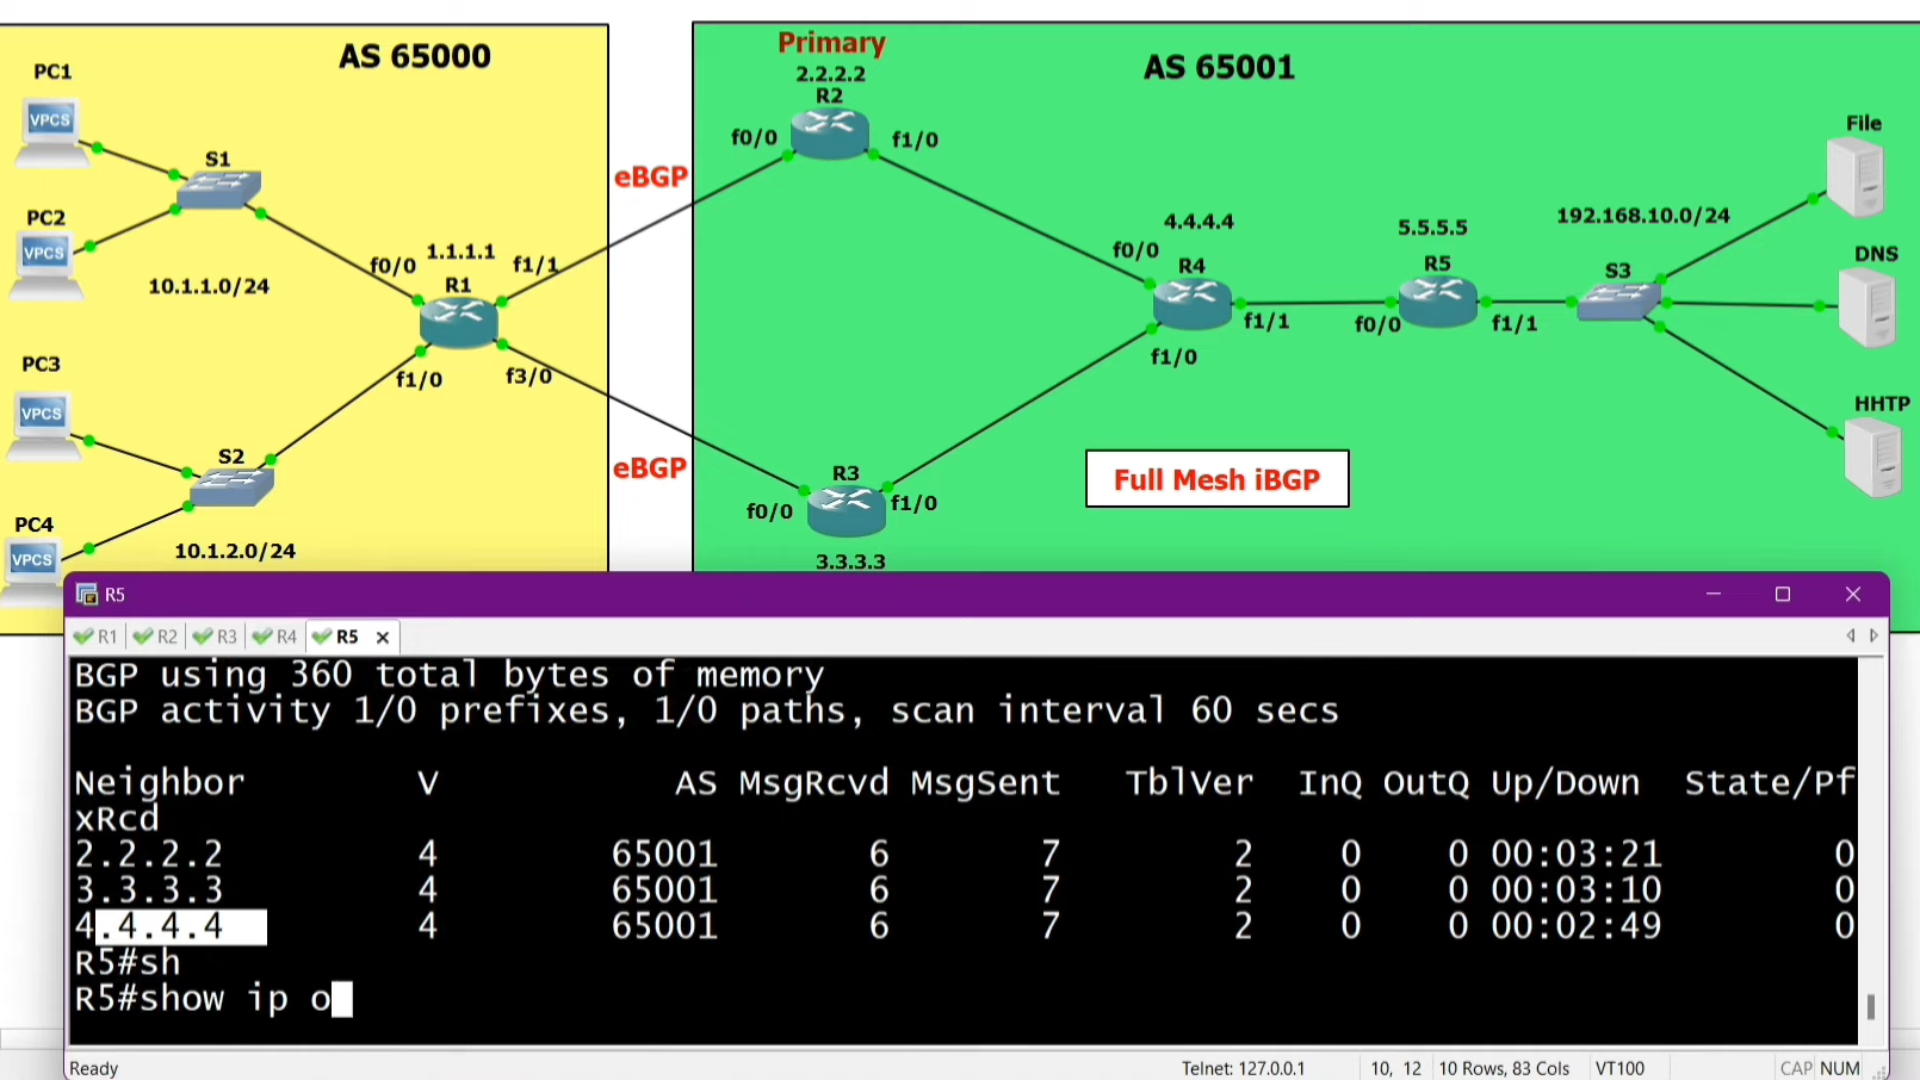 AS 65000
PC1
VPCS
S1
PC2
VPCS
10.1.1.0/24
f0/0
1.1.1.1
f1/1
R1
PC3
VPCS
f1/0
f3/0
S2
PC4
VPCS
10.1.2.0/24
eBGP
eBGP
Primary
2.2.2.2
R2
f0/0
f1/0
AS 65001
4.4.4.4
f0/0
R4
f1/1
f1/0
5.5.5.5
R5
f0/0
f1/1
192.168.10.0/24
S3
File
DNS
HHTP
R3
f0/0
f1/0
3.3.3.3
Full Mesh iBGP
R5
R1 R2 R3 R4 R5
BGP using 360 total bytes of memory
BGP activity 1/0 prefixes, 1/0 paths, scan interval 60 secs
Neighbor V AS MsgRcvd MsgSent TblVer InQ OutQ Up/Down State/Pf
xRcd
2.2.2.2 4 65001 6 7 2 0 0 00:03:21 0
3.3.3.3 4 65001 6 7 2 0 0 00:03:10 0
4.4.4.4 4 65001 6 7 2 0 0 00:02:49 0
R5#sh
R5#show ip o
Ready Telnet: 127.0.0.1 10, 12 10 Rows, 83 Cols VT100 CAP NUM